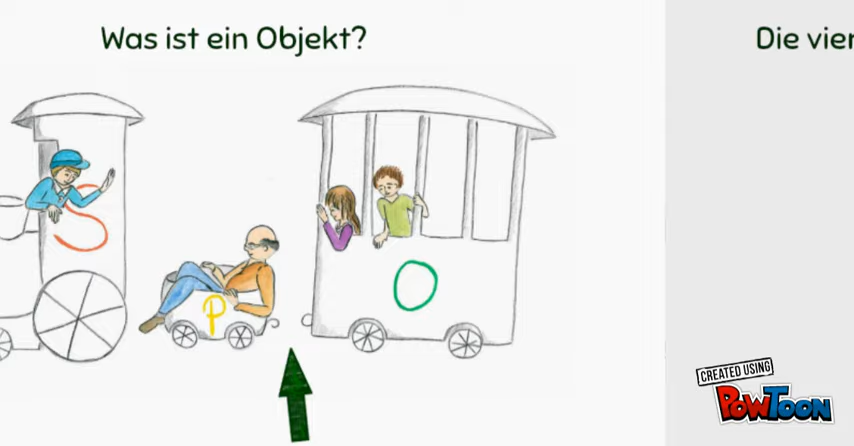 Was ist ein Objekt?
Die vier
S
P
O
CREATED USING
POWTOON